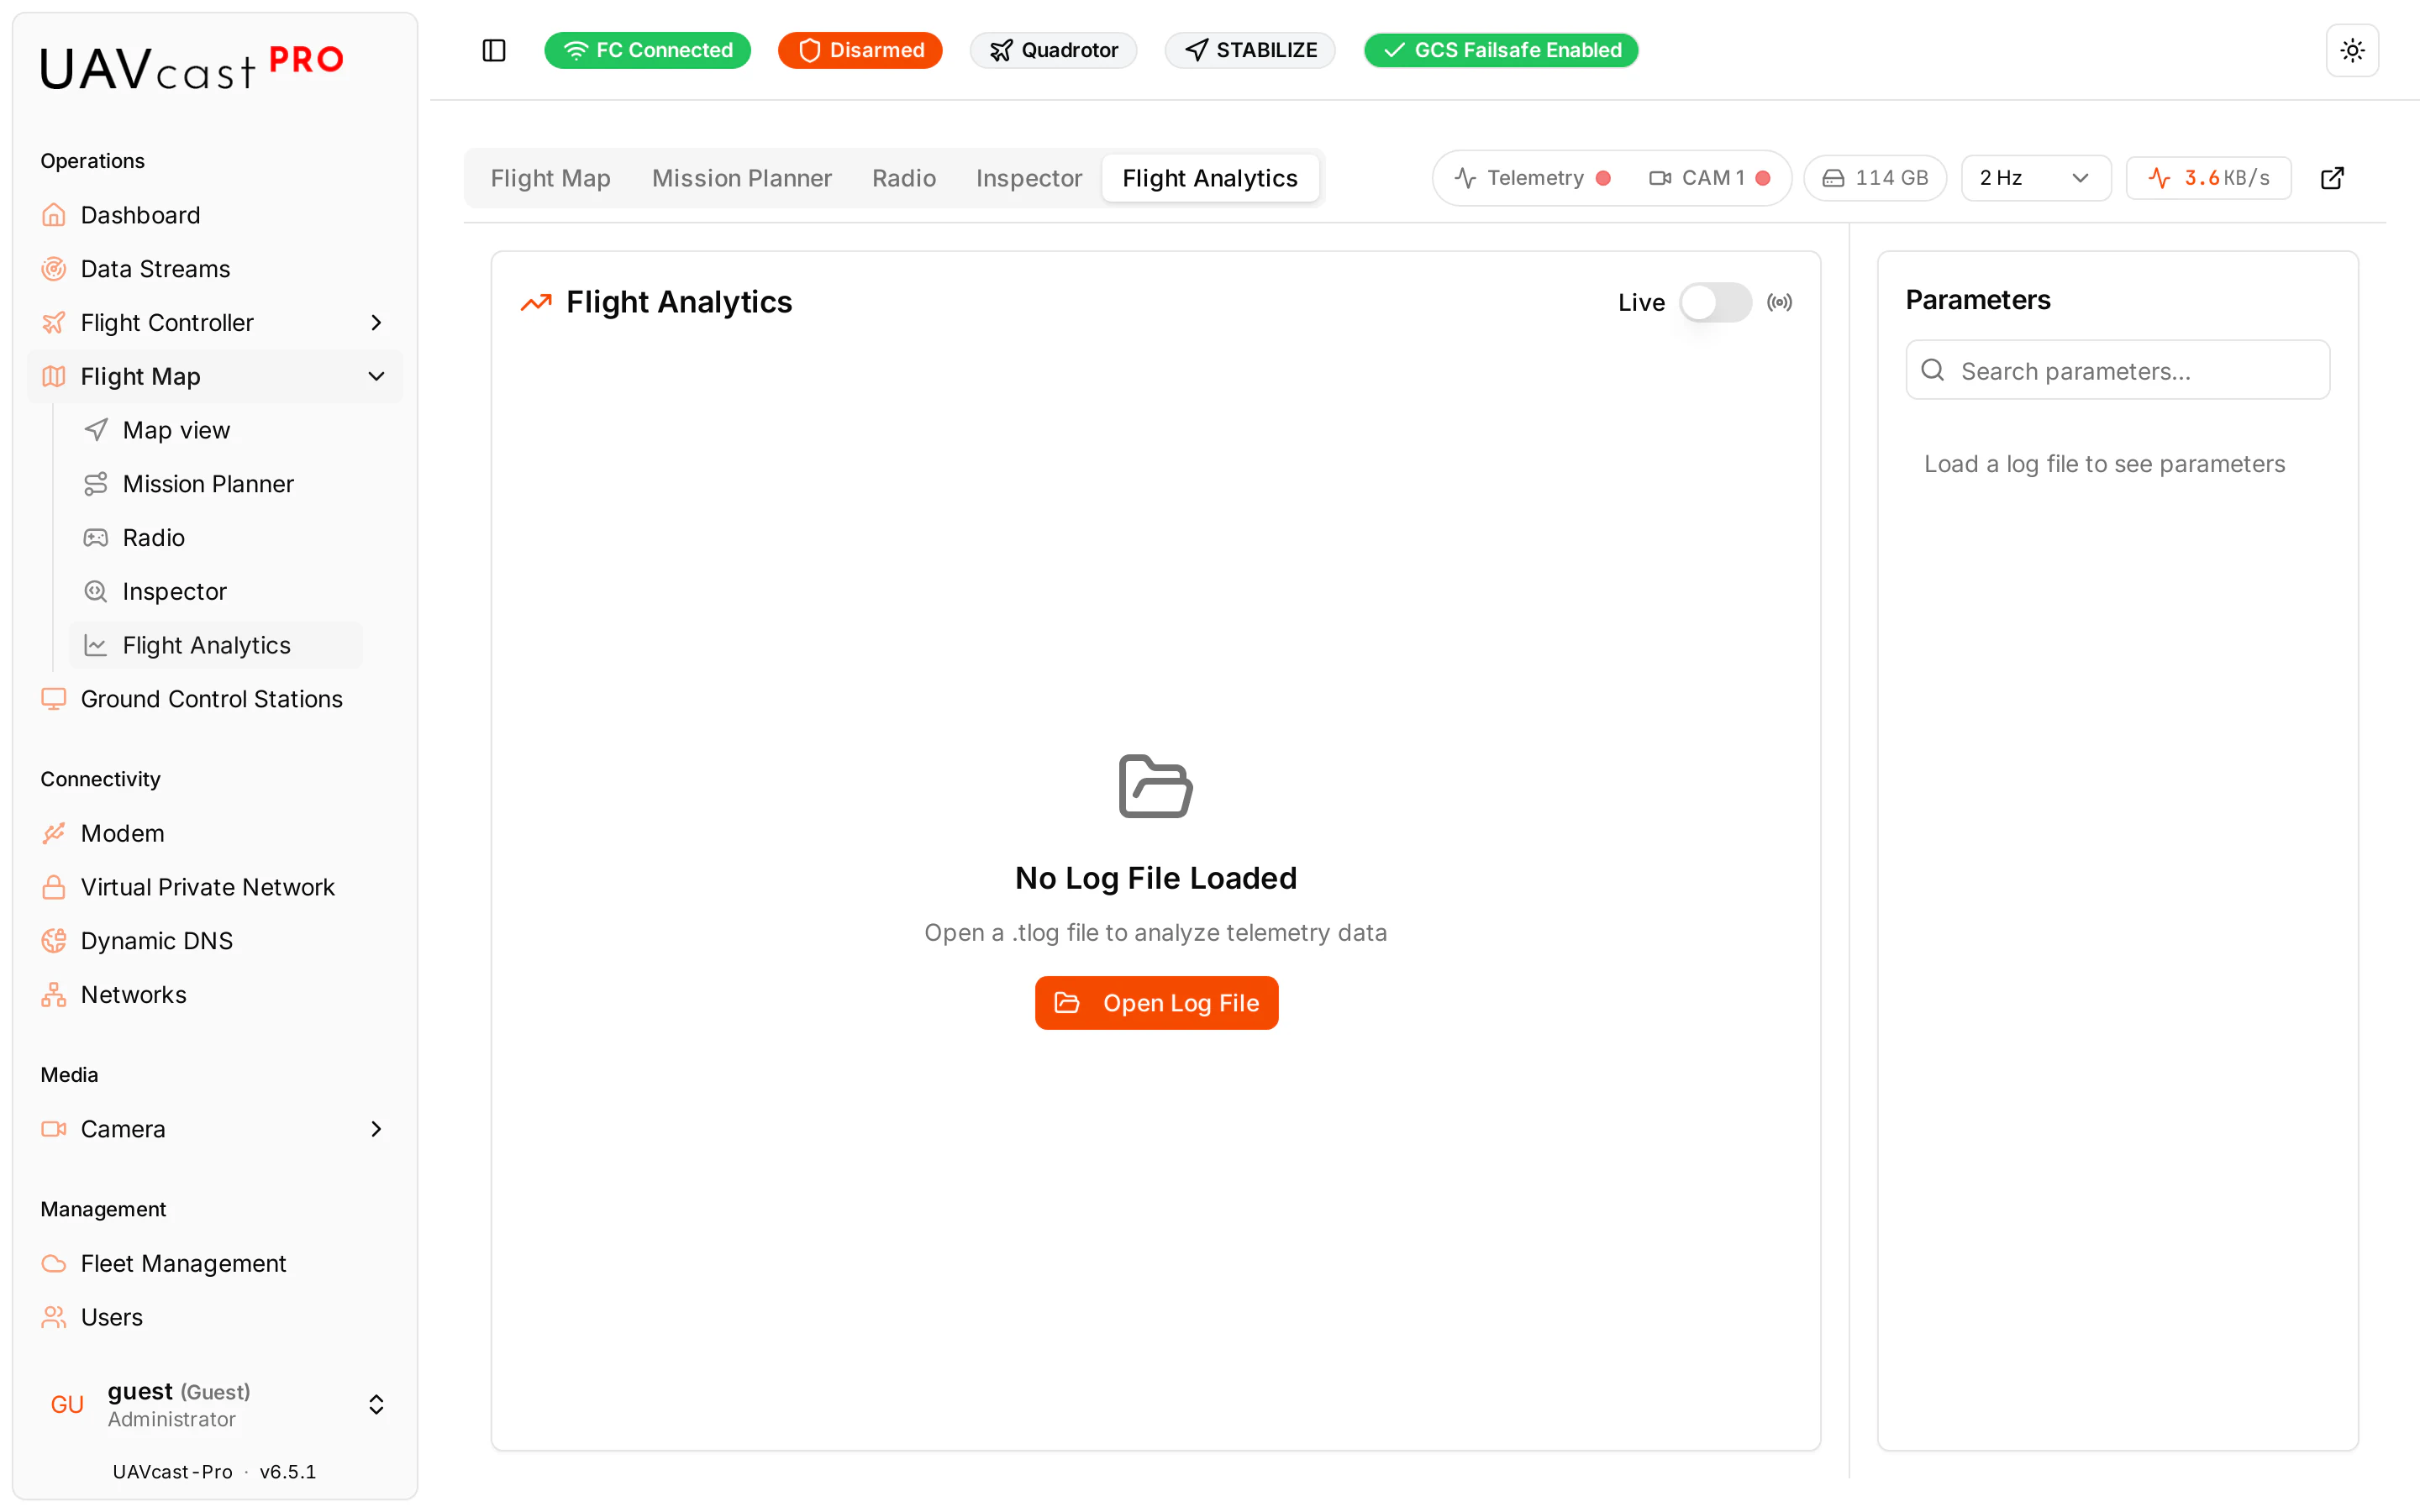 UAVcast PRO
Operations
Dashboard
Data Streams
Flight Controller
Flight Map
Map view
Mission Planner
Radio
Inspector
Flight Analytics
Ground Control Stations
Connectivity
Modem
Virtual Private Network
Dynamic DNS
Networks
Media
Camera
Management
Fleet Management
Users
GU
guest (Guest)
Administrator
UAVcast-Pro · v6.5.1
FC Connected
Disarmed
Quadrotor
STABILIZE
GCS Failsafe Enabled
Flight Map
Mission Planner
Radio
Inspector
Flight Analytics
Telemetry
CAM 1
114 GB
2 Hz
3.6 KB/s
Flight Analytics
Live
No Log File Loaded
Open a .tlog file to analyze telemetry data
Open Log File
Parameters
Search parameters...
Load a log file to see parameters